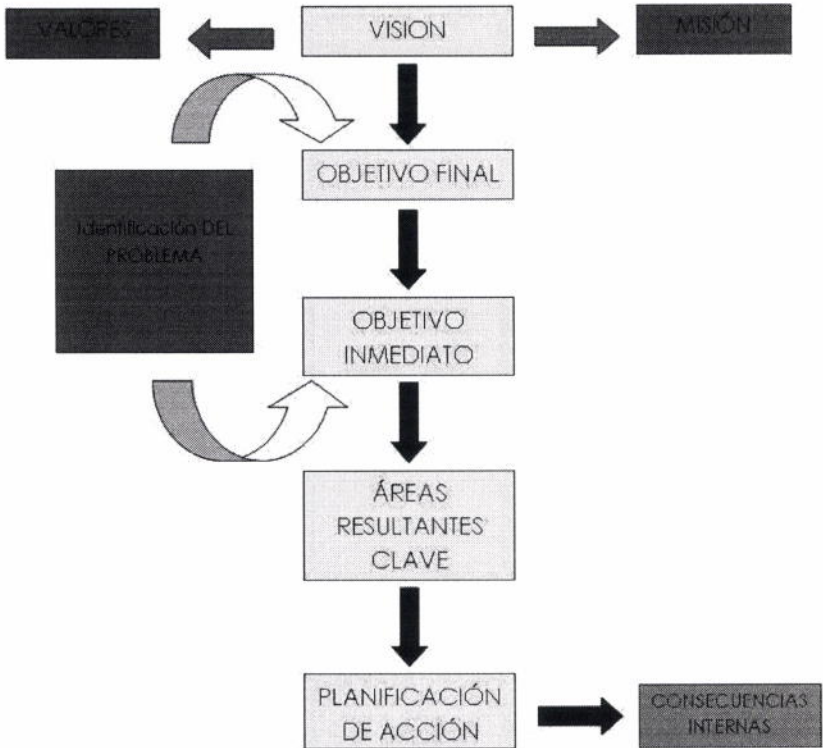 VALORES
VISION
MISIÓN
OBJETIVO FINAL
Identificación DEL
PROBLEMA
OBJETIVO
INMEDIATO
ÁREAS
RESULTANTES
CLAVE
PLANIFICACIÓN
DE ACCIÓN
CONSECUENCIAS
INTERNAS